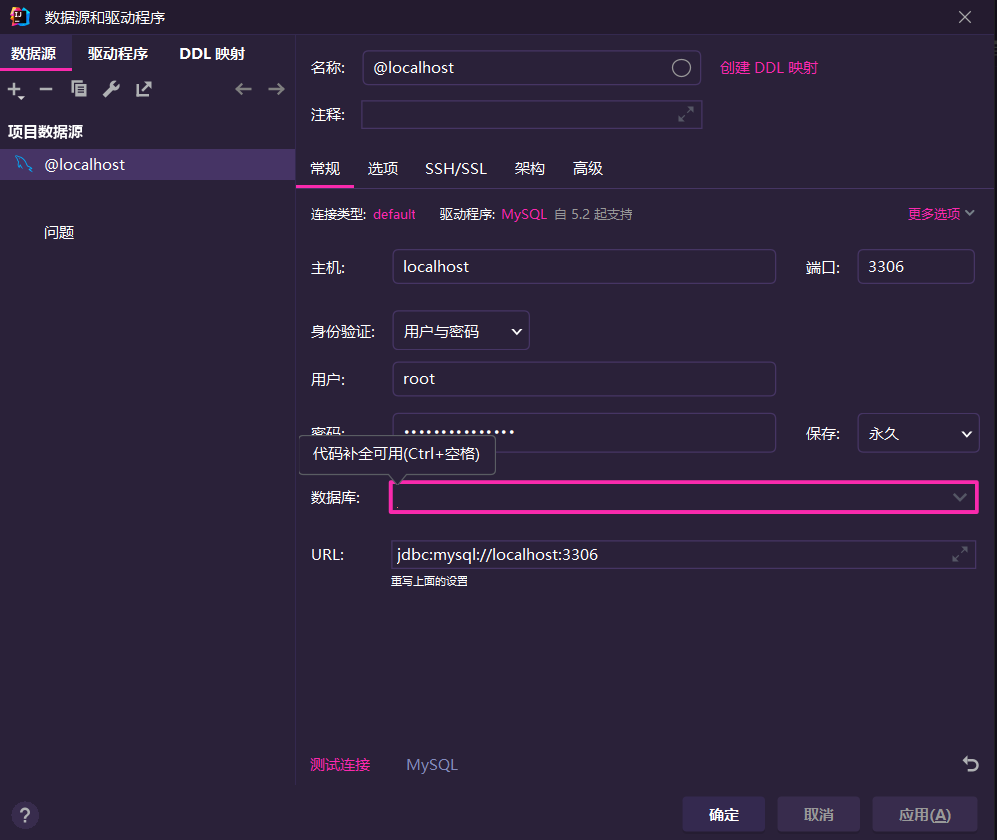 数据源和驱动程序
数据源 驱动程序 DDL 映射
项目数据源
@localhost
问题
名称: @localhost 创建 DDL 映射
注释:
常规 选项 SSH/SSL 架构 高级
连接类型: default 驱动程序: MySQL 自 5.2 起支持 更多选项
主机: localhost 端口: 3306
身份验证: 用户与密码
用户: root
密码: ••••••••••••••• 保存: 永久
代码补全可用(Ctrl+空格)
数据库:
URL: jdbc:mysql://localhost:3306
重写上面的设置
测试连接 MySQL
? 确定 取消 应用(A)